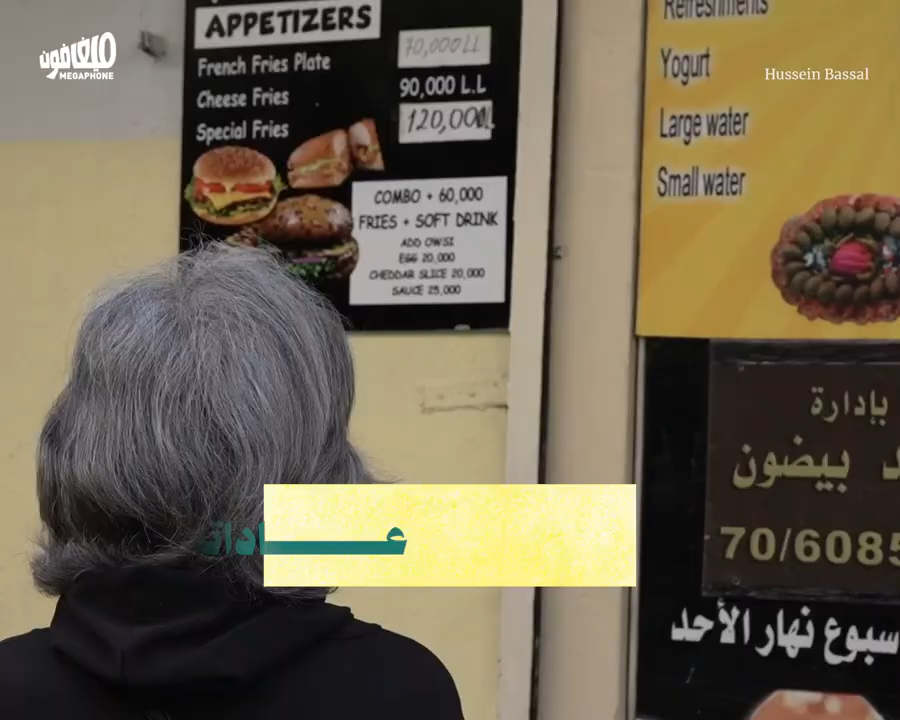 ميغافون
MEGAPHONE
Hussein Bassal
APPETIZERS
French Fries Plate 70,000 LL
Cheese Fries 90,000 L.L
Special Fries 120,000LL
COMBO + 60,000
FRIES + SOFT DRINK
ADD OWSI
EGG 20,000
CHEDDAR SLICE 20,000
SAUCE 25,000
Refreshments
Yogurt
Large water
Small water
بإدارة
بيضون
70/6085
سبوع نهار الأحد